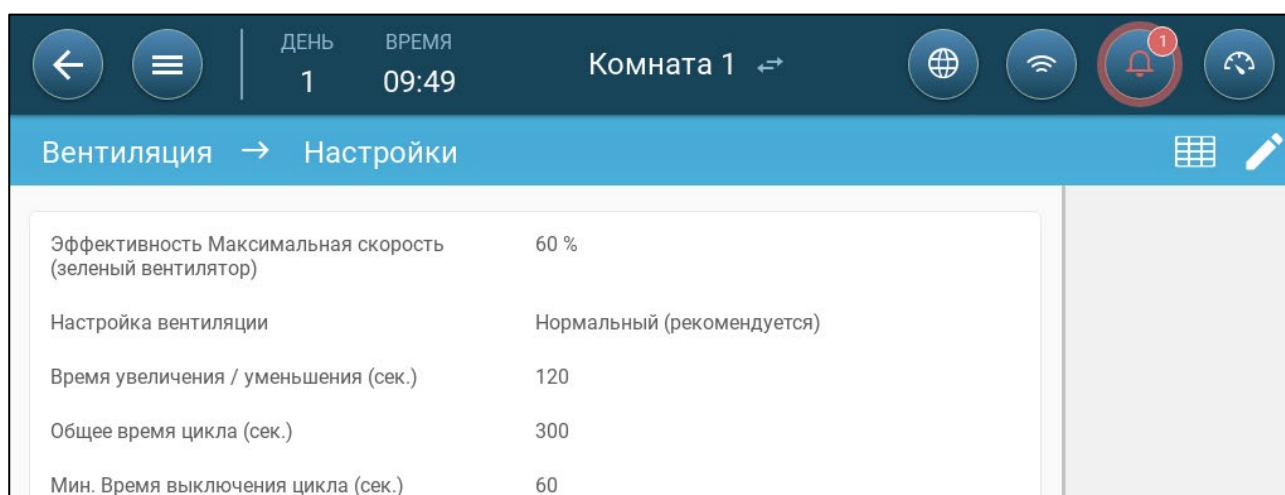 ДЕНЬ ВРЕМЯ
1 09:49 Комната 1 1
Вентиляция → Настройки
Эффективность Максимальная скорость 60 %
(зеленый вентилятор)
Настройка вентиляции Нормальный (рекомендуется)
Время увеличения / уменьшения (сек.) 120
Общее время цикла (сек.) 300
Мин. Время выключения цикла (сек.) 60